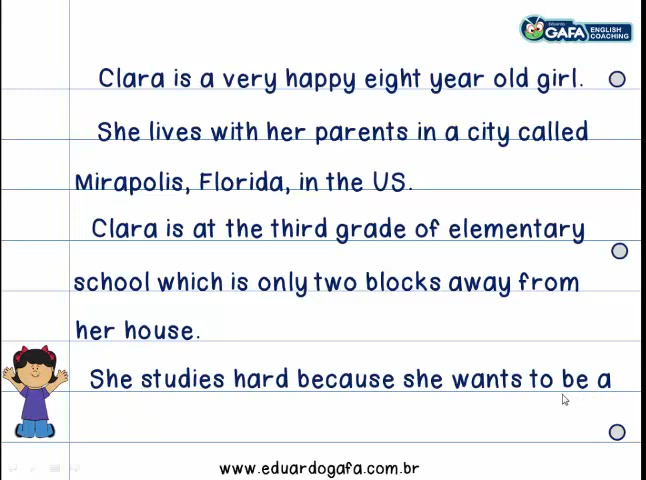 Eduardo
GAFA ENGLISH
COACHING
Clara is a very happy eight year old girl.
She lives with her parents in a city called
Mirapolis, Florida, in the US.
Clara is at the third grade of elementary
school which is only two blocks away from
her house.
She studies hard because she wants to be a
www.eduardogafa.com.br